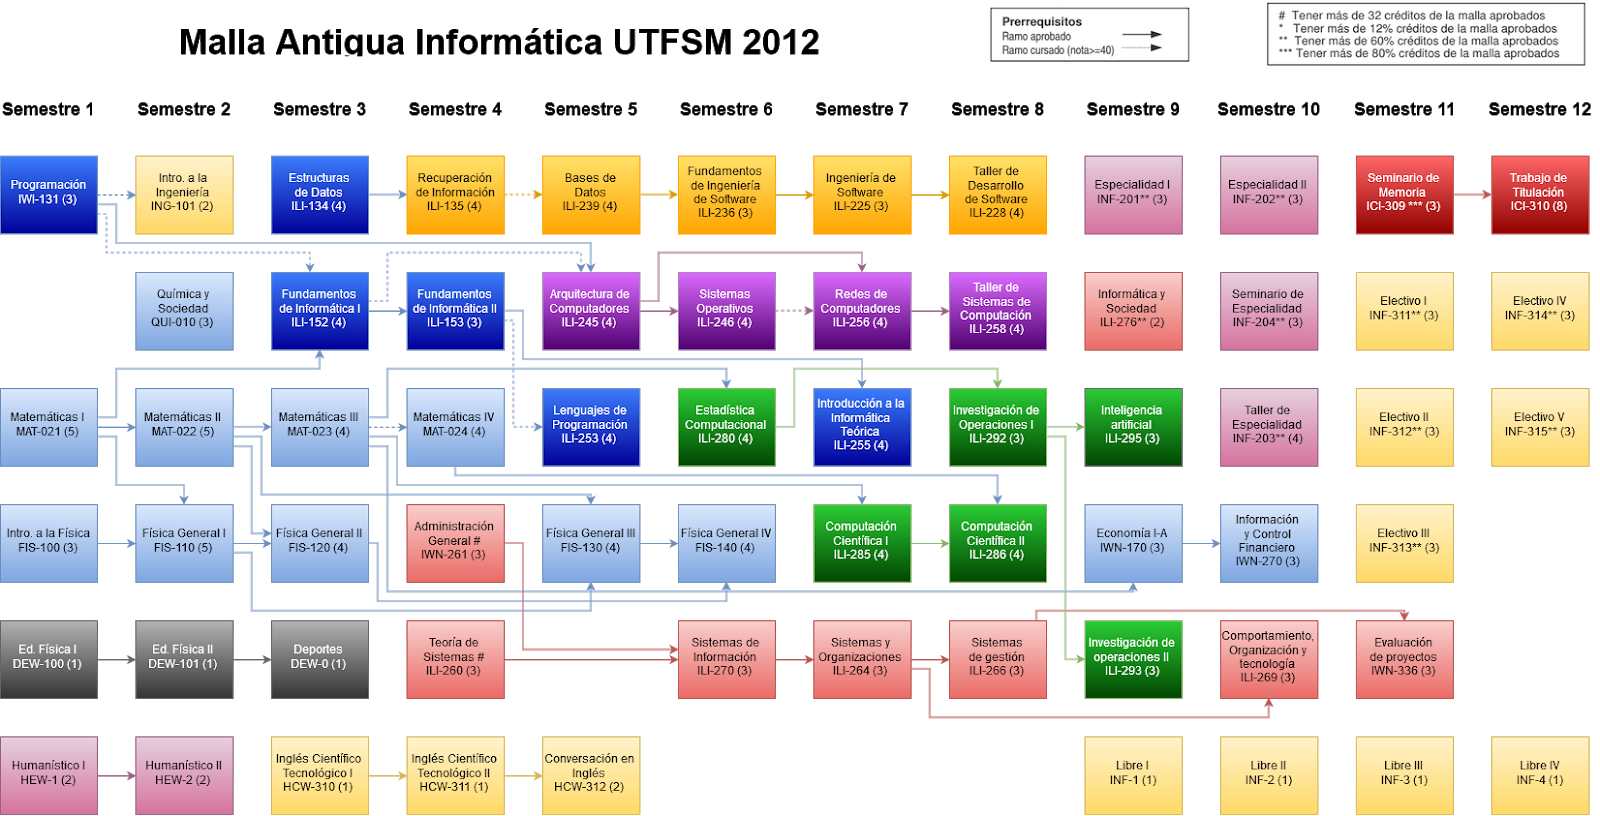 Malla Antigua Informática UTFSM 2012
Prerrequisitos
Ramo aprobado
Ramo cursado (nota>=40)
# Tener más de 32 créditos de la malla aprobados
* Tener más de 12% créditos de la malla aprobados
** Tener más de 60% créditos de la malla aprobados
*** Tener más de 80% créditos de la malla aprobados
Semestre 1
Semestre 2
Semestre 3
Semestre 4
Semestre 5
Semestre 6
Semestre 7
Semestre 8
Semestre 9
Semestre 10
Semestre 11
Semestre 12
Programación
IWI-131 (3)
Intro. a la
Ingeniería
ING-101 (2)
Estructuras
de Datos
ILI-134 (4)
Recuperación
de Información
ILI-135 (4)
Bases de
Datos
ILI-239 (4)
Fundamentos
de Ingeniería
de Software
ILI-236 (3)
Ingeniería de
Software
ILI-225 (3)
Taller de
Desarrollo
de Software
ILI-228 (4)
Especialidad I
INF-201** (3)
Especialidad II
INF-202** (3)
Seminario de
Memoria
ICI-309 *** (3)
Trabajo de
Titulación
ICI-310 (8)
Química y
Sociedad
QUI-010 (3)
Fundamentos
de Informática I
ILI-152 (4)
Fundamentos
de Informática II
ILI-153 (3)
Arquitectura de
Computadores
ILI-245 (4)
Sistemas
Operativos
ILI-246 (4)
Redes de
Computadores
ILI-256 (4)
Taller de
Sistemas de
Computación
ILI-258 (4)
Informática y
Sociedad
ILI-276** (2)
Seminario de
Especialidad
INF-204** (3)
Electivo I
INF-311** (3)
Electivo IV
INF-314** (3)
Matemáticas I
MAT-021 (5)
Matemáticas II
MAT-022 (5)
Matemáticas III
MAT-023 (4)
Matemáticas IV
MAT-024 (4)
Lenguajes de
Programación
ILI-253 (4)
Estadística
Computacional
ILI-280 (4)
Introducción a la
Informática
Teórica
ILI-255 (4)
Investigación de
Operaciones I
ILI-292 (3)
Inteligencia
artificial
ILI-295 (3)
Taller de
Especialidad
INF-203** (4)
Electivo II
INF-312** (3)
Electivo V
INF-315** (3)
Intro. a la Física
FIS-100 (3)
Física General I
FIS-110 (5)
Física General II
FIS-120 (4)
Administración
General #
IWN-261 (3)
Física General III
FIS-130 (4)
Física General IV
FIS-140 (4)
Computación
Científica I
ILI-285 (4)
Computación
Científica II
ILI-286 (4)
Economía I-A
IWN-170 (3)
Información
y Control
Financiero
IWN-270 (3)
Electivo III
INF-313** (3)
Ed. Física I
DEW-100 (1)
Ed. Física II
DEW-101 (1)
Deportes
DEW-0 (1)
Teoría de
Sistemas #
ILI-260 (3)
Sistemas de
Información
ILI-270 (3)
Sistemas y
Organizaciones
ILI-264 (3)
Sistemas
de gestión
ILI-266 (3)
Investigación de
operaciones II
ILI-293 (3)
Comportamiento,
Organización y
tecnología
ILI-269 (3)
Evaluación
de proyectos
IWN-336 (3)
Humanístico I
HEW-1 (2)
Humanístico II
HEW-2 (2)
Inglés Científico
Tecnológico I
HCW-310 (1)
Inglés Científico
Tecnológico II
HCW-311 (1)
Conversación en
Inglés
HCW-312 (2)
Libre I
INF-1 (1)
Libre II
INF-2 (1)
Libre III
INF-3 (1)
Libre IV
INF-4 (1)